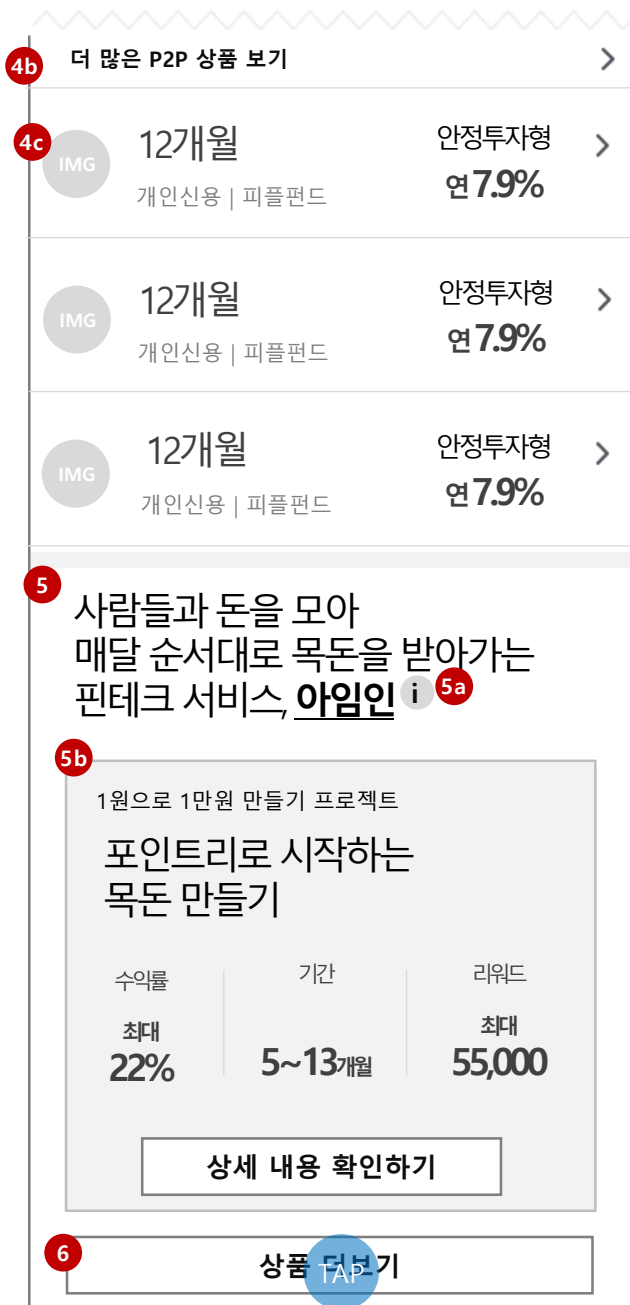 4b 더 많은 P2P 상품 보기
4c IMG 12개월 안정투자형
개인신용 | 피플펀드 연 7.9%
IMG 12개월 안정투자형
개인신용 | 피플펀드 연 7.9%
IMG 12개월 안정투자형
개인신용 | 피플펀드 연 7.9%
5
사람들과 돈을 모아
매달 순서대로 목돈을 받아가는
핀테크 서비스, 아임인 i 5a
5b
1원으로 1만원 만들기 프로젝트
포인트리로 시작하는
목돈 만들기
수익률 기간 리워드
최대 최대
22% 5~13개월 55,000
상세 내용 확인하기
6 상품 더보기
TAP